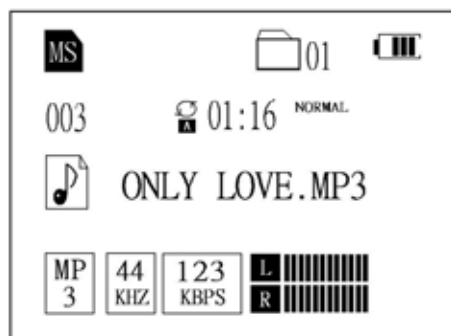 MS 01
003 A 01:16 NORMAL
ONLY LOVE.MP3
MP 44 123 L
3 KHZ KBPS R